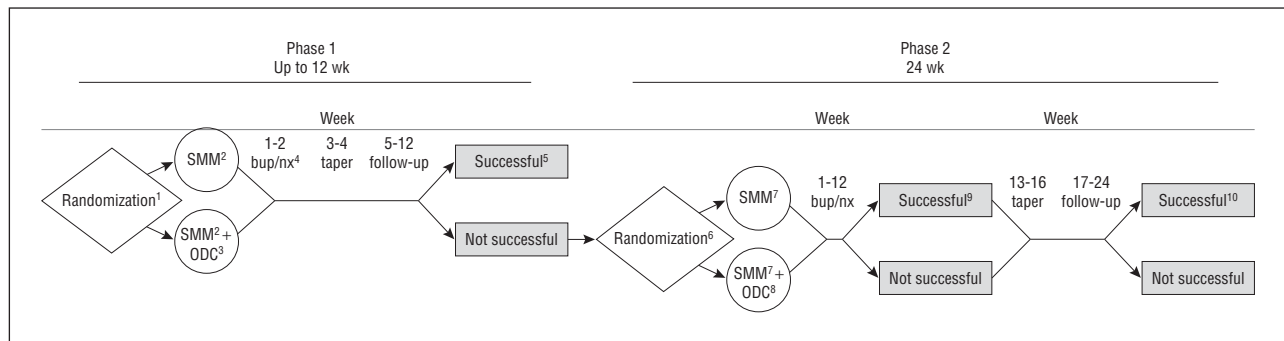 Phase 1
Up to 12 wk
Phase 2
24 wk
Week
Week
Week
1-2
bup/nx⁴
3-4
taper
5-12
follow-up
Randomization¹
SMM²
SMM² +
ODC³
Successful⁵
Not successful
Randomization⁶
SMM⁷
SMM⁷ +
ODC⁸
1-12
bup/nx
Successful⁹
Not successful
13-16
taper
17-24
follow-up
Successful¹⁰
Not successful